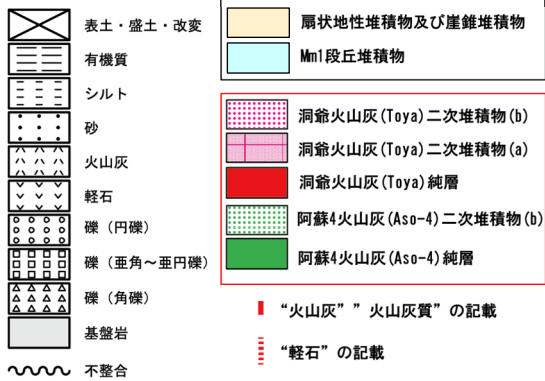 表土・盛土・改変
有機質
シルト
砂
火山灰
軽石
礫（円礫）
礫（亜角～亜円礫）
礫（角礫）
基盤岩
不整合
扇状地性堆積物及び崖錐堆積物
Mm1段丘堆積物
洞爺火山灰(Toya)二次堆積物(b)
洞爺火山灰(Toya)二次堆積物(a)
洞爺火山灰(Toya)純層
阿蘇4火山灰(Aso-4)二次堆積物(b)
阿蘇4火山灰(Aso-4)純層
“火山灰””火山灰質”の記載
“軽石”の記載